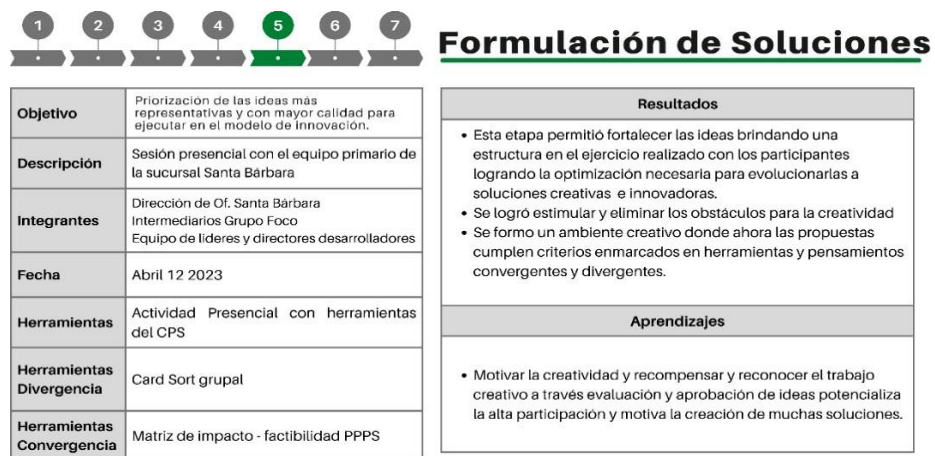 1 2 3 4 5 6 7
Formulación de Soluciones
Objetivo
Priorización de las ideas más
representativas y con mayor calidad para
ejecutar en el modelo de innovación.
Descripción
Sesión presencial con el equipo primario de
la sucursal Santa Bárbara
Integrantes
Dirección de Of. Santa Bárbara
Intermediarios Grupo Foco
Equipo de lideres y directores desarrolladores
Fecha
Abril 12 2023
Herramientas
Actividad Presencial con herramientas
del CPS
Herramientas
Divergencia
Card Sort grupal
Herramientas
Convergencia
Matriz de impacto - factibilidad PPPS
Resultados
• Esta etapa permitió fortalecer las ideas brindando una
estructura en el ejercicio realizado con los participantes
logrando la optimización necesaria para evolucionarlas a
soluciones creativas e innovadoras.
• Se logró estimular y eliminar los obstáculos para la creatividad
• Se formo un ambiente creativo donde ahora las propuestas
cumplen criterios enmarcados en herramientas y pensamientos
convergentes y divergentes.
Aprendizajes
• Motivar la creatividad y recompensar y reconocer el trabajo
creativo a través evaluación y aprobación de ideas potencializa
la alta participación y motiva la creación de muchas soluciones.